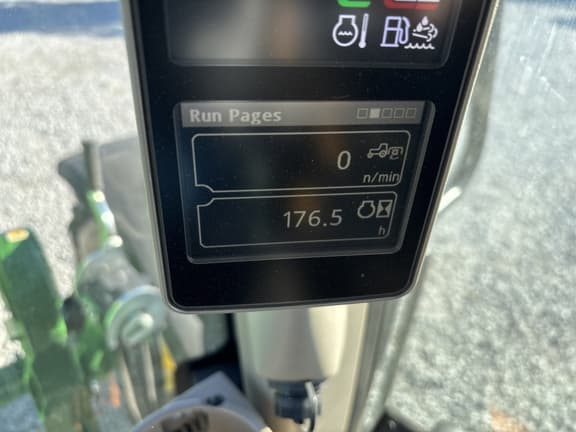 Run Pages
0
n/min
176.5
h